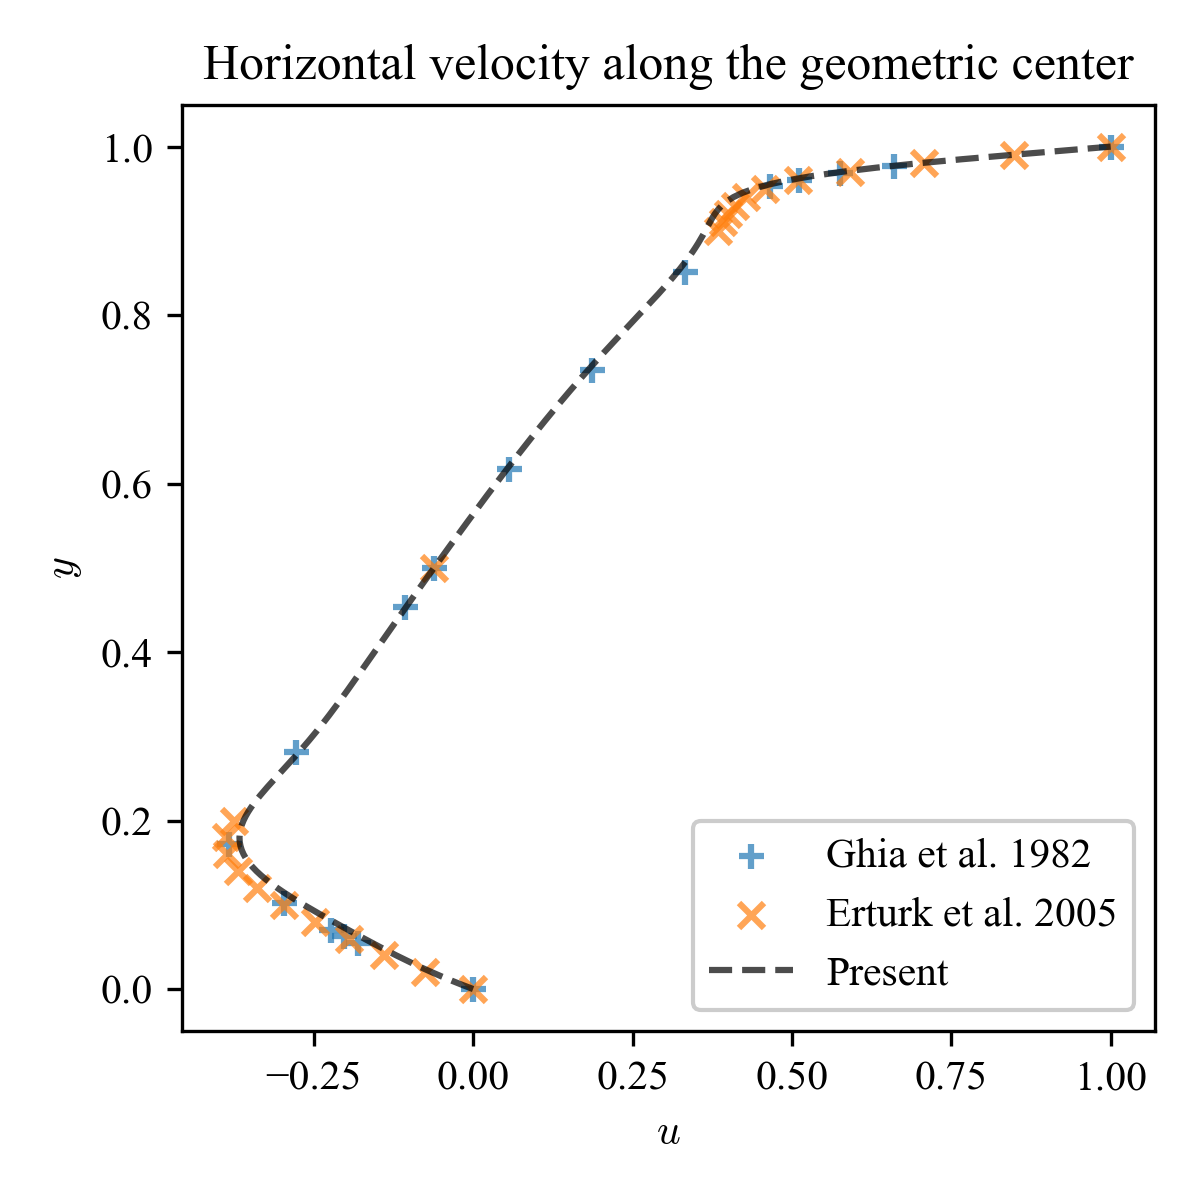 Horizontal velocity along the geometric center
1.0
0.8
0.6
0.4
0.2
0.0
y
Ghia et al. 1982
Erturk et al. 2005
Present
−0.25 0.00 0.25 0.50 0.75 1.00
u